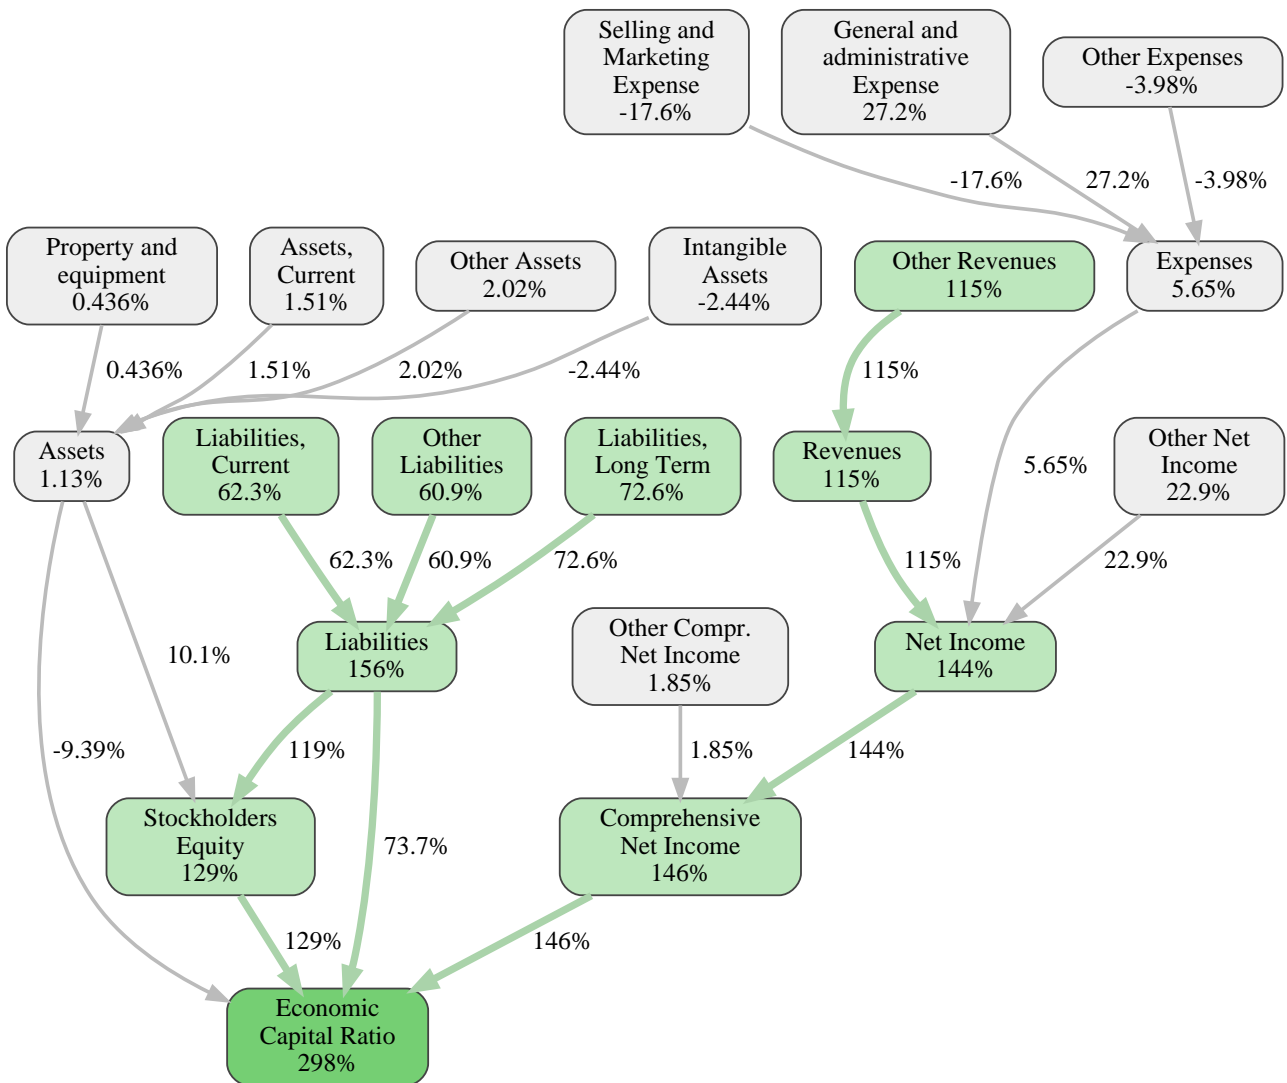 Selling and
Marketing
Expense
-17.6%
General and
administrative
Expense
27.2%
Other Expenses
-3.98%
-17.6%
27.2%
-3.98%
Property and
equipment
0.436%
Assets,
Current
1.51%
Other Assets
2.02%
Intangible
Assets
-2.44%
Other Revenues
115%
Expenses
5.65%
0.436%
1.51%
2.02%
-2.44%
115%
Assets
1.13%
Liabilities,
Current
62.3%
Other
Liabilities
60.9%
Liabilities,
Long Term
72.6%
Revenues
115%
5.65%
Other Net
Income
22.9%
62.3%
60.9%
72.6%
115%
22.9%
10.1%
Liabilities
156%
Other Compr.
Net Income
1.85%
Net Income
144%
-9.39%
119%
1.85%
144%
Stockholders
Equity
129%
73.7%
Comprehensive
Net Income
146%
129%
146%
Economic
Capital Ratio
298%